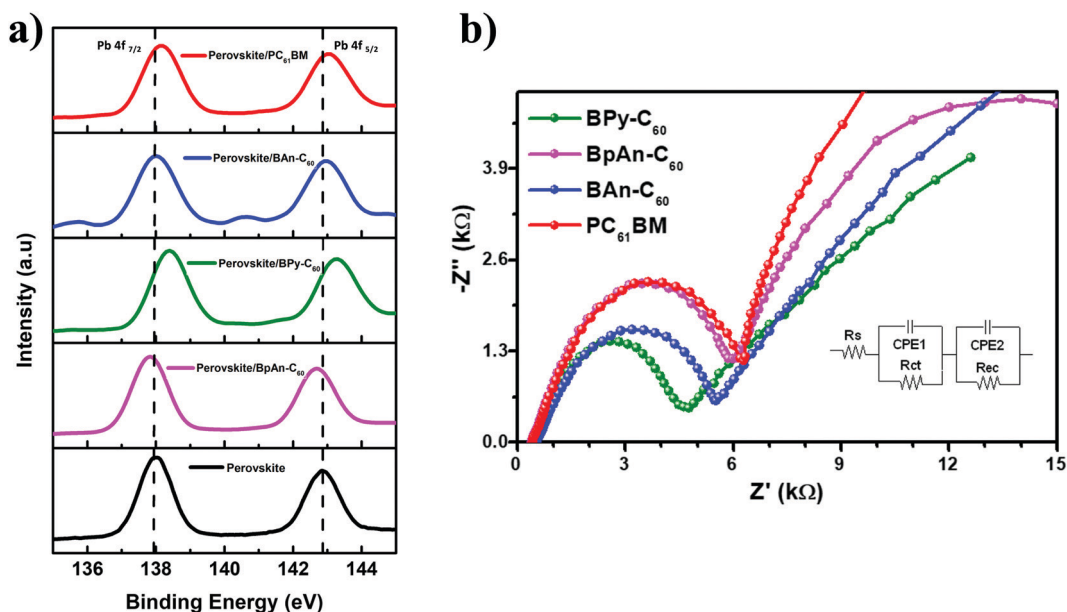 a)
Pb 4f 7/2
Pb 4f 5/2
Perovskite/PC61BM
Perovskite/BAn-C60
Perovskite/BPy-C60
Perovskite/BpAn-C60
Perovskite
Intensity (a.u)
136 138 140 142 144
Binding Energy (eV)
b)
BPy-C60
BpAn-C60
BAn-C60
PC61BM
-Z'' (kΩ)
3.9
2.6
1.3
0.0
0 3 6 9 12 15
Z' (kΩ)
Rs
CPE1
Rct
CPE2
Rec